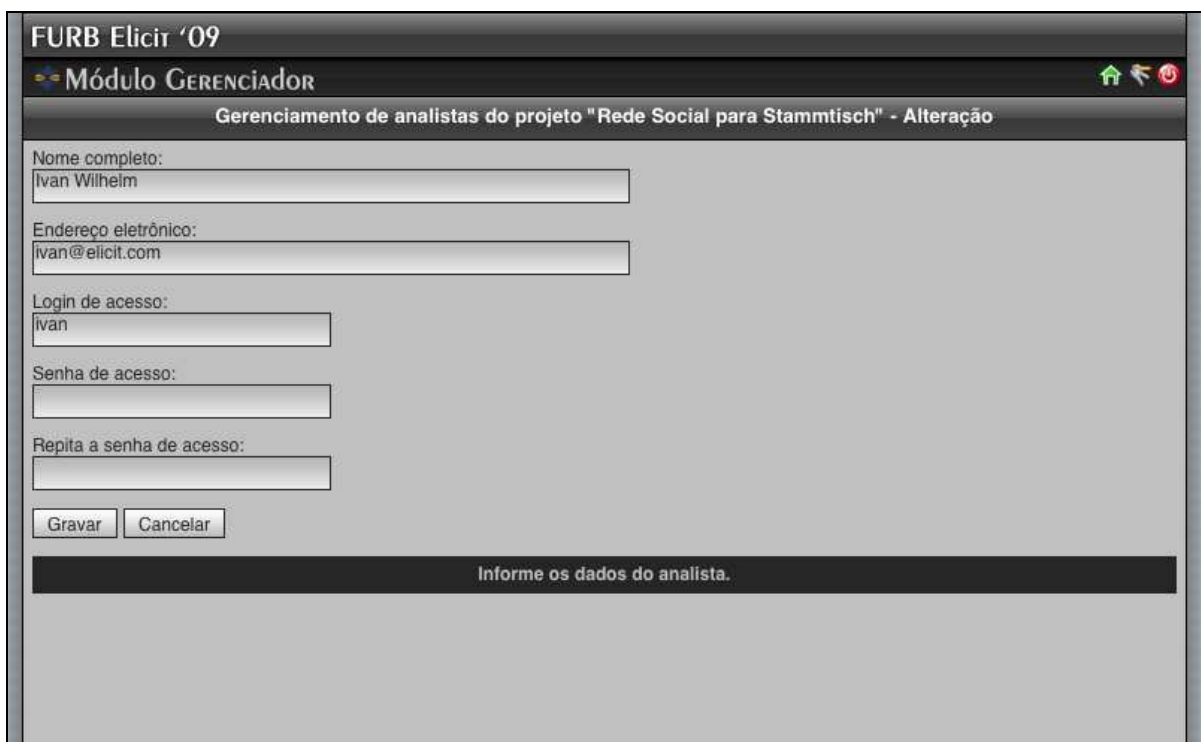 FURB Elicit ‘09
Módulo Gerenciador
Gerenciamento de analistas do projeto "Rede Social para Stammtisch" - Alteração
Nome completo:
Ivan Wilhelm
Endereço eletrônico:
ivan@elicit.com
Login de acesso:
ivan
Senha de acesso:
Repita a senha de acesso:
Gravar Cancelar
Informe os dados do analista.